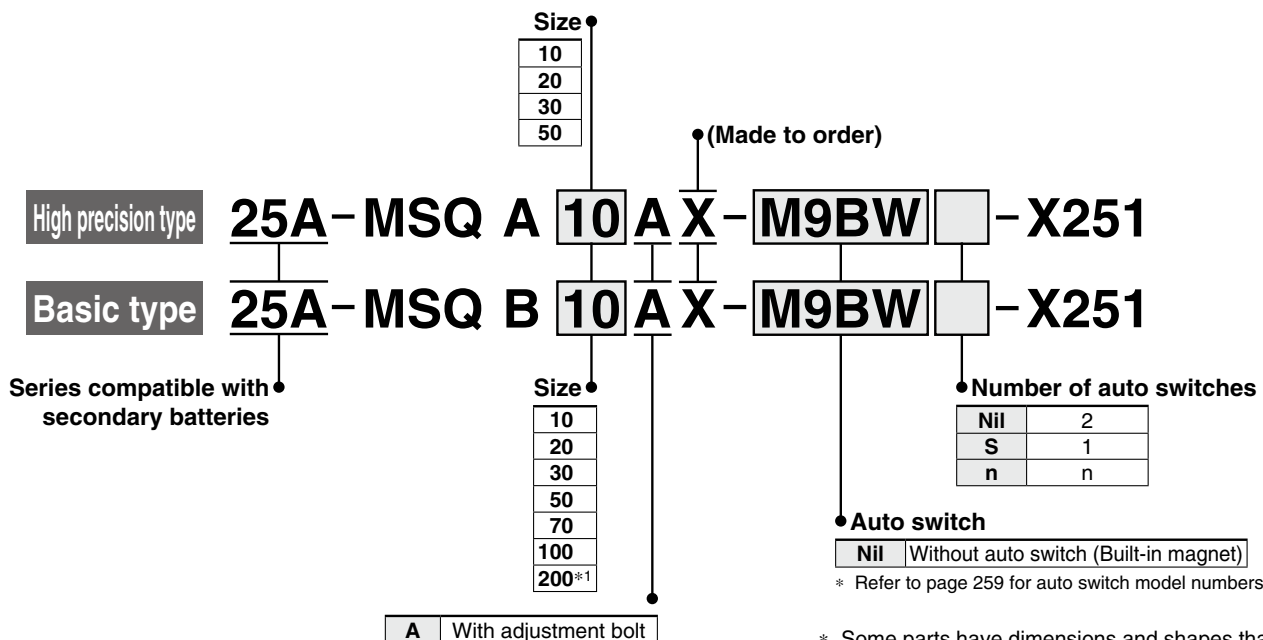 Size
10
20
30
50
(Made to order)
High precision type 25A-MSQ A 10 A X-M9BW -X251
Basic type 25A-MSQ B 10 A X-M9BW -X251
Series compatible with
secondary batteries
Size
10
20
30
50
70
100
200*1
Number of auto switches
Nil 2
S 1
n n
Auto switch
Nil Without auto switch (Built-in magnet)
* Refer to page 259 for auto switch model numbers
A With adjustment bolt
* Some parts have dimensions and shapes